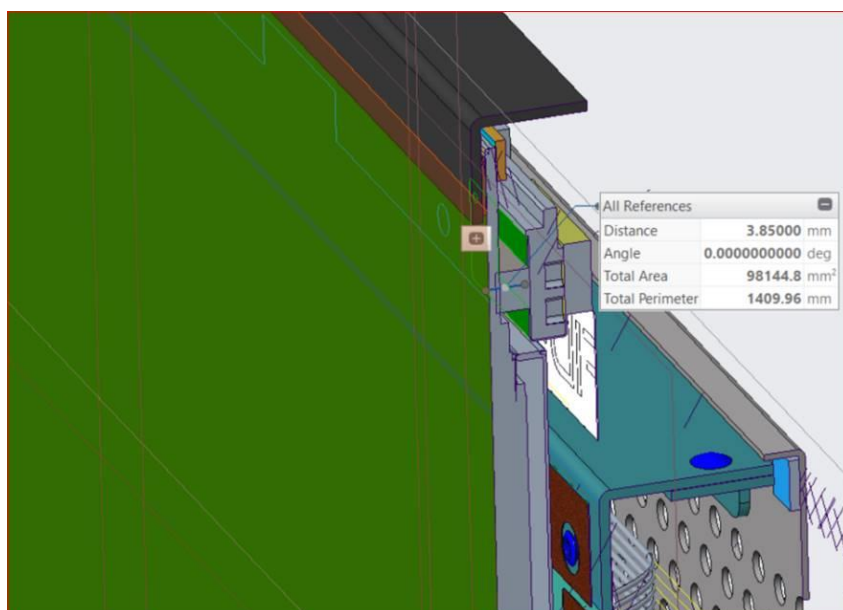 All References
Distance 3.85000 mm
Angle 0.0000000000 deg
Total Area 98144.8 mm²
Total Perimeter 1409.96 mm